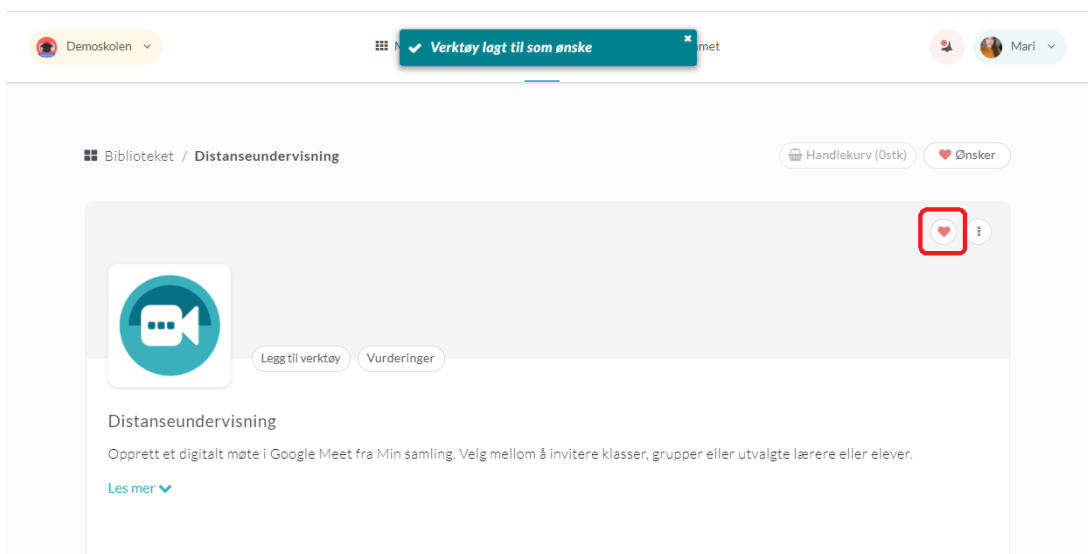 Demoskolen
Verktøy lagt til som ønske
Mari
Biblioteket / Distanseundervisning
Handlekurv (0stk)
Ønsker
Legg til verktøy
Vurderinger
Distanseundervisning
Opprett et digitalt møte i Google Meet fra Min samling. Velg mellom å invitere klasser, grupper eller utvalgte lærere eller elever.
Les mer